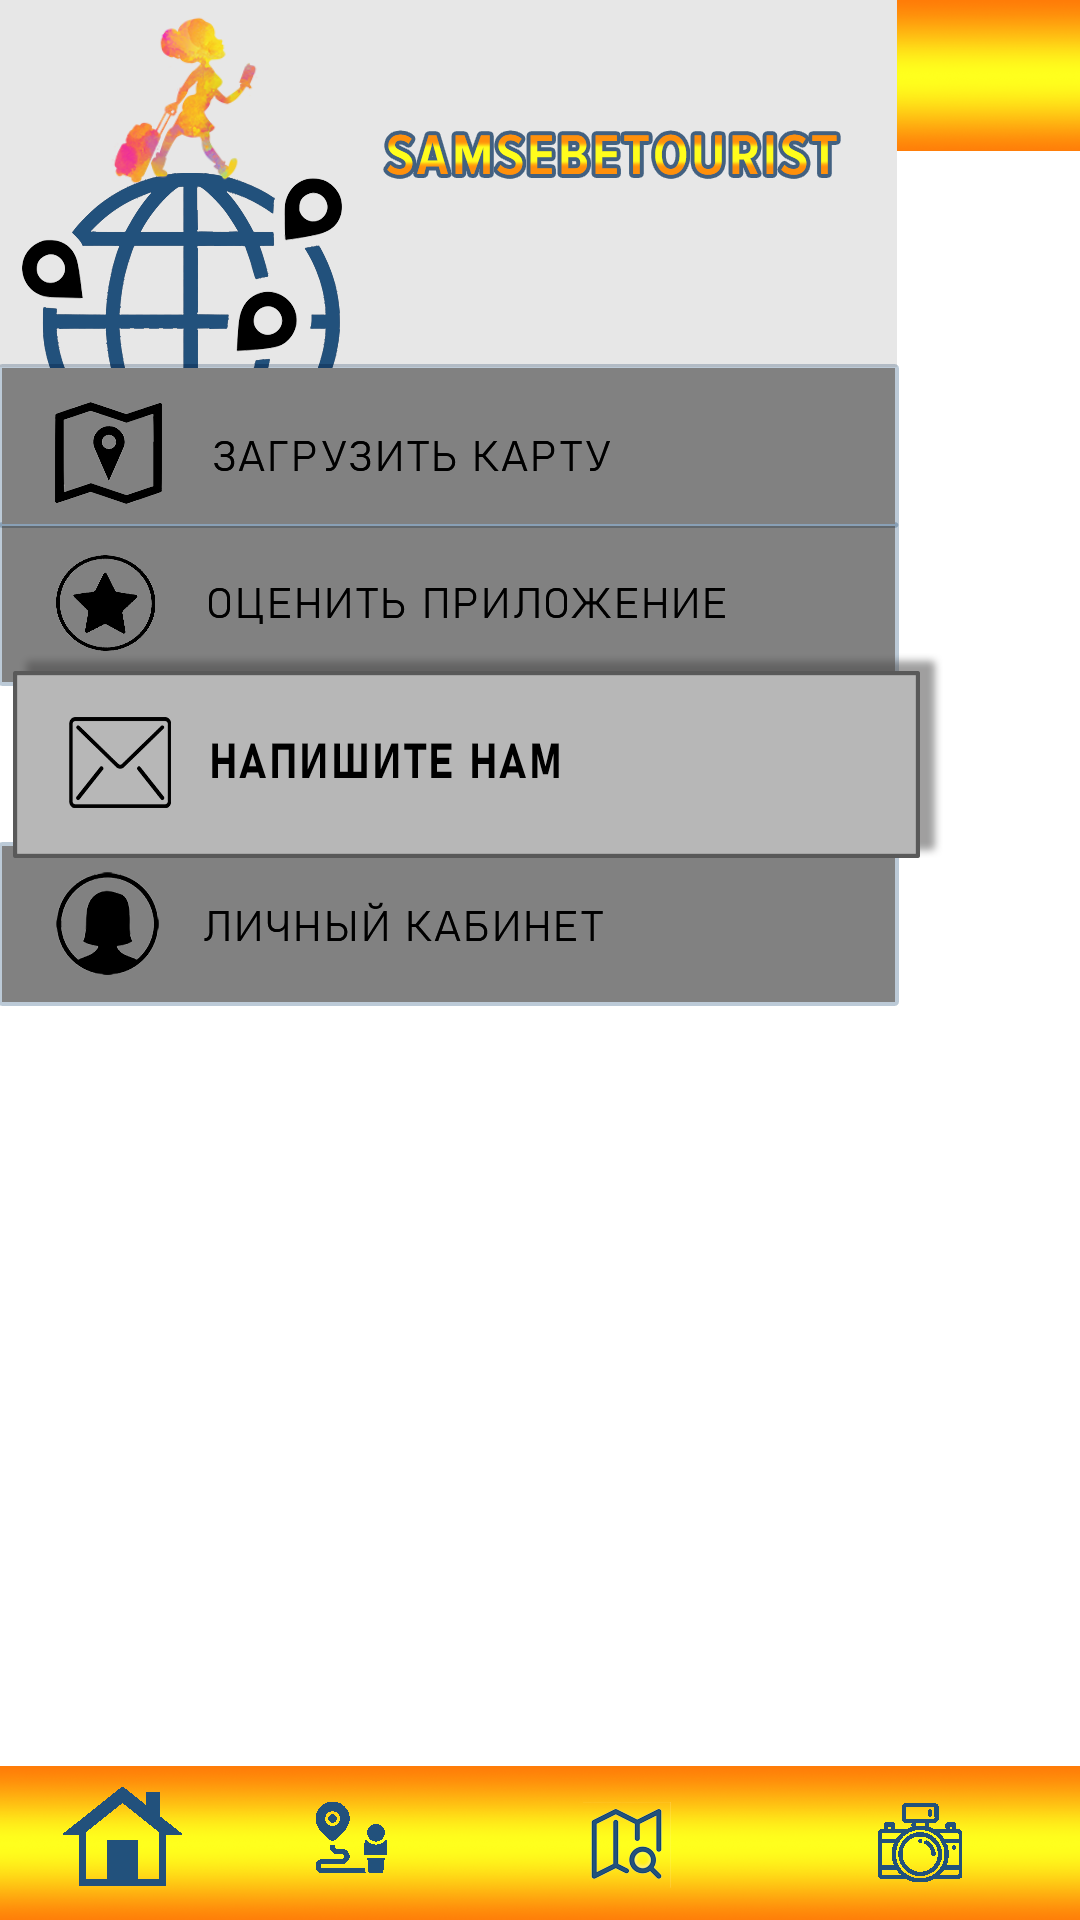 SAMSEBETOURIST
ЗАГРУЗИТЬ КАРТУ
ОЦЕНИТЬ ПРИЛОЖЕНИЕ
НАПИШИТЕ НАМ
ЛИЧНЫЙ КАБИНЕТ